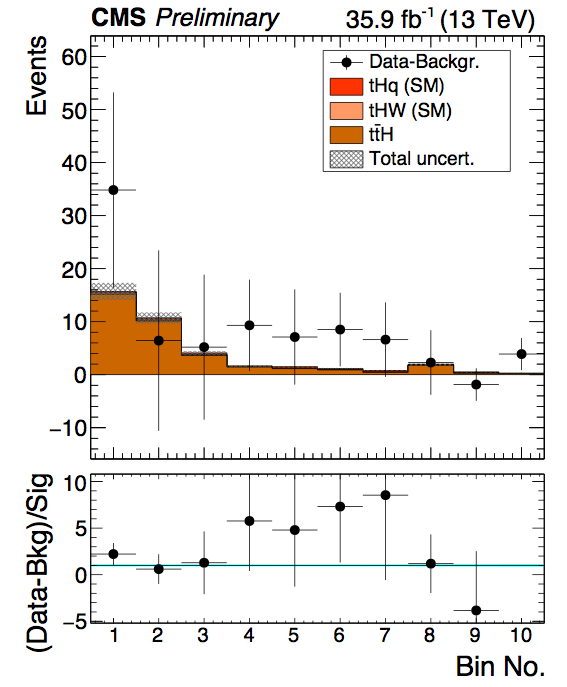 CMS Preliminary 35.9 fb⁻¹ (13 TeV)
Events
60
50
40
30
20
10
0
−10
Data-Backgr.
tHq (SM)
tHW (SM)
tt̄H
Total uncert.
(Data-Bkg)/Sig
10
5
0
−5
1 2 3 4 5 6 7 8 9 10
Bin No.